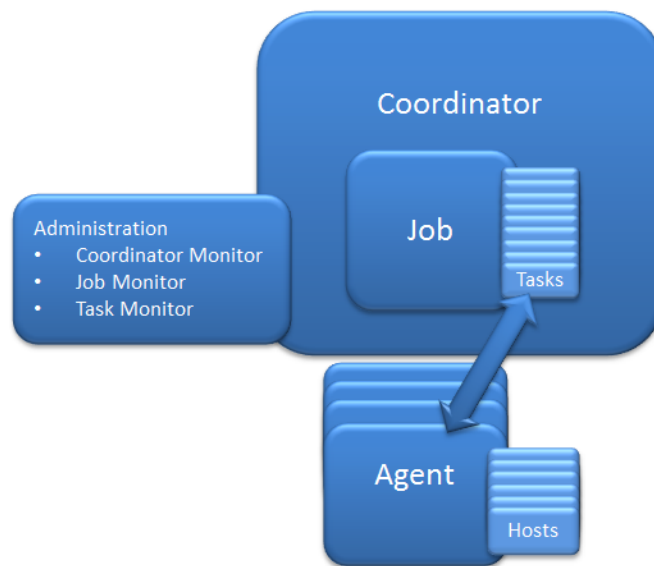 Coordinator
Job
Tasks
Administration
• Coordinator Monitor
• Job Monitor
• Task Monitor
Agent
Hosts